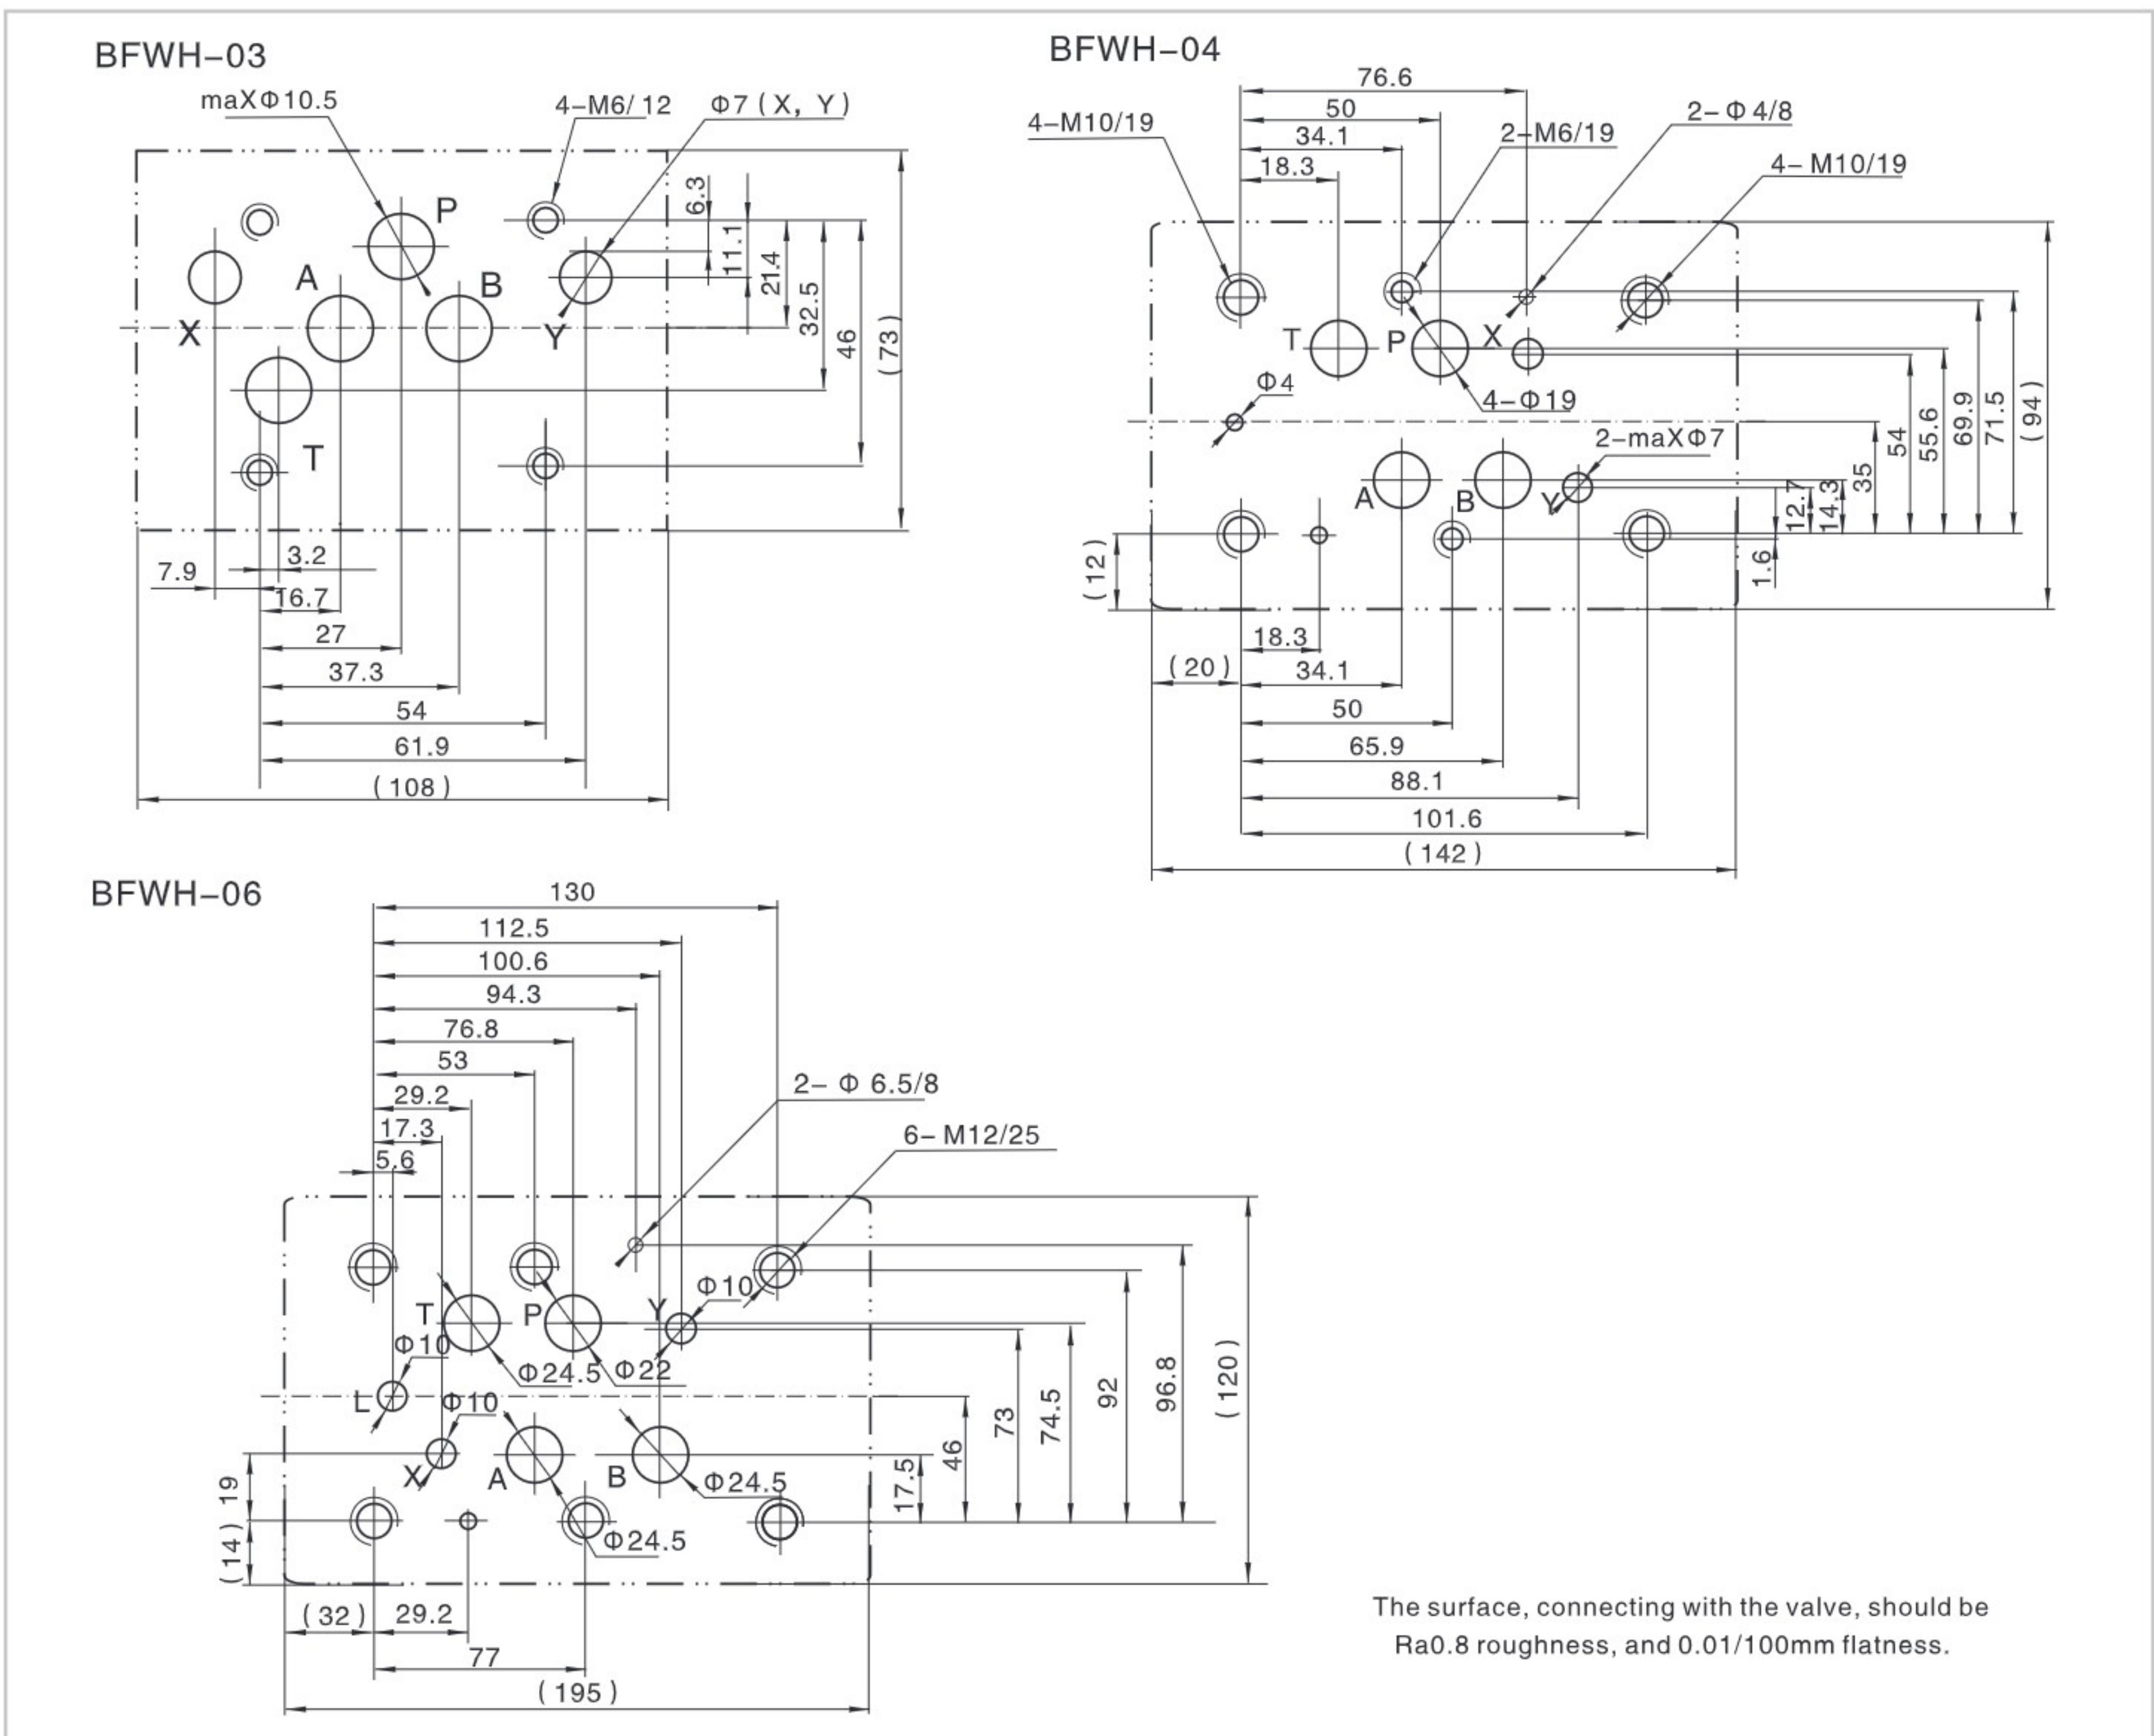 BFWH-03
maXΦ10.5
4-M6/12
Φ7 (X, Y)
P
A
B
X
Y
T
6.3
11.1
21.4
32.5
46
(73)
3.2
7.9
16.7
27
37.3
54
61.9
(108)
BFWH-04
76.6
50
34.1
18.3
4-M10/19
2-M6/19
2-Φ4/8
4-M10/19
T
P
X
Φ4
4-Φ19
2-maXΦ7
A
B
Y
12.7
14.3
35
54
55.6
69.9
71.5
(94)
1.6
(12)
18.3
(20)
34.1
50
65.9
88.1
101.6
(142)
BFWH-06
130
112.5
100.6
94.3
76.8
53
29.2
17.3
5.6
2-Φ 6.5/8
6-M12/25
T
P
Y
Φ10
Φ10
Φ24.5
Φ22
L
Φ10
X
A
B
Φ24.5
Φ24.5
17.5
46
73
74.5
92
96.8
(120)
19
(14)
(32)
29.2
77
(195)
The surface, connecting with the valve, should be
Ra0.8 roughness, and 0.01/100mm flatness.